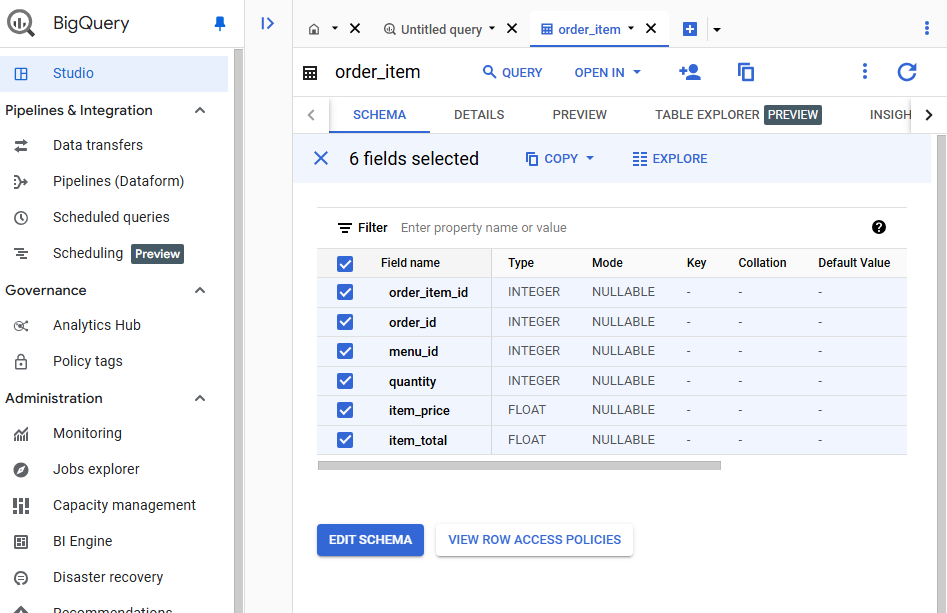 BigQuery
Untitled query
order_item
Studio
order_item
QUERY
OPEN IN
Pipelines & Integration
SCHEMA
DETAILS
PREVIEW
TABLE EXPLORER PREVIEW
INSIGH
Data transfers
6 fields selected
COPY
EXPLORE
Pipelines (Dataform)
Scheduled queries
Filter Enter property name or value
?
Scheduling Preview
Field name Type Mode Key Collation Default Value
Governance
order_item_id INTEGER NULLABLE - - -
Analytics Hub
order_id INTEGER NULLABLE - - -
menu_id INTEGER NULLABLE - - -
Policy tags
quantity INTEGER NULLABLE - - -
Administration
item_price FLOAT NULLABLE - - -
Monitoring
item_total FLOAT NULLABLE - - -
Jobs explorer
Capacity management
EDIT SCHEMA
VIEW ROW ACCESS POLICIES
BI Engine
Disaster recovery
Recommendations